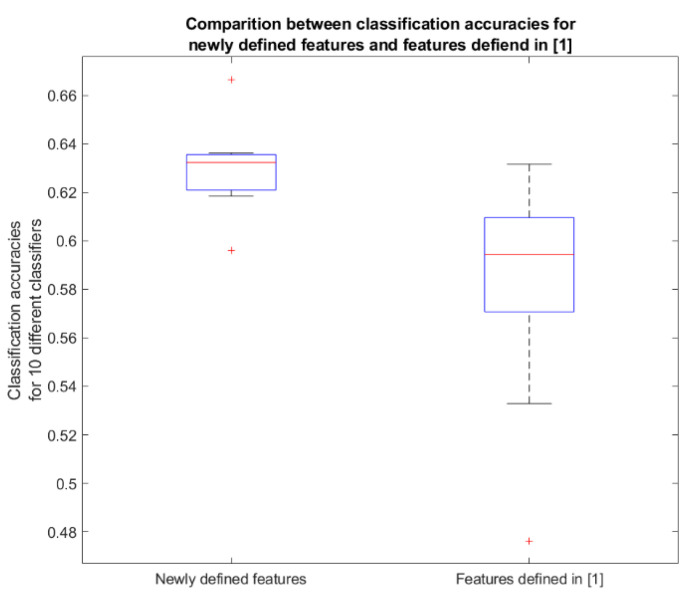 Comparition between classification accuracies for
newly defined features and features defiend in [1]
0.66
0.64
0.62
0.6
0.58
0.56
0.54
0.52
0.5
0.48
Classification accuracies
for 10 different classifiers
Newly defined features
Features defined in [1]